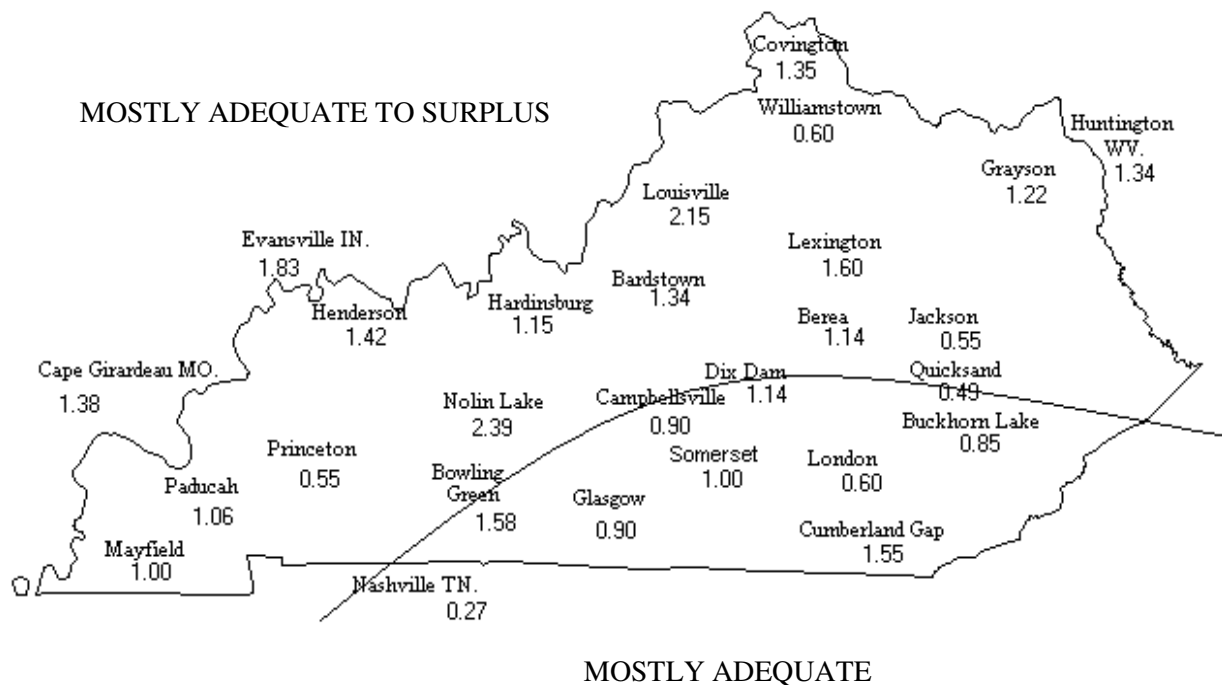 Covington
1.35
MOSTLY ADEQUATE TO SURPLUS
Williamstown
0.60
Huntington
WV.
1.34
Grayson
1.22
Louisville
2.15
Evansville IN.
1.83
Lexington
1.60
Bardstown
1.34
Hardinsburg
1.15
Henderson
1.42
Berea
1.14
Jackson
0.55
Cape Girardeau MO.
1.38
Dix Dam
1.14
Quicksand
0.49
Nolin Lake
2.39
Campbellsville
0.90
Buckhorn Lake
0.85
Princeton
0.55
Somerset
1.00
London
0.60
Bowling
Green
1.58
Paducah
1.06
Glasgow
0.90
Cumberland Gap
1.55
Mayfield
1.00
Nashville TN.
0.27
MOSTLY ADEQUATE